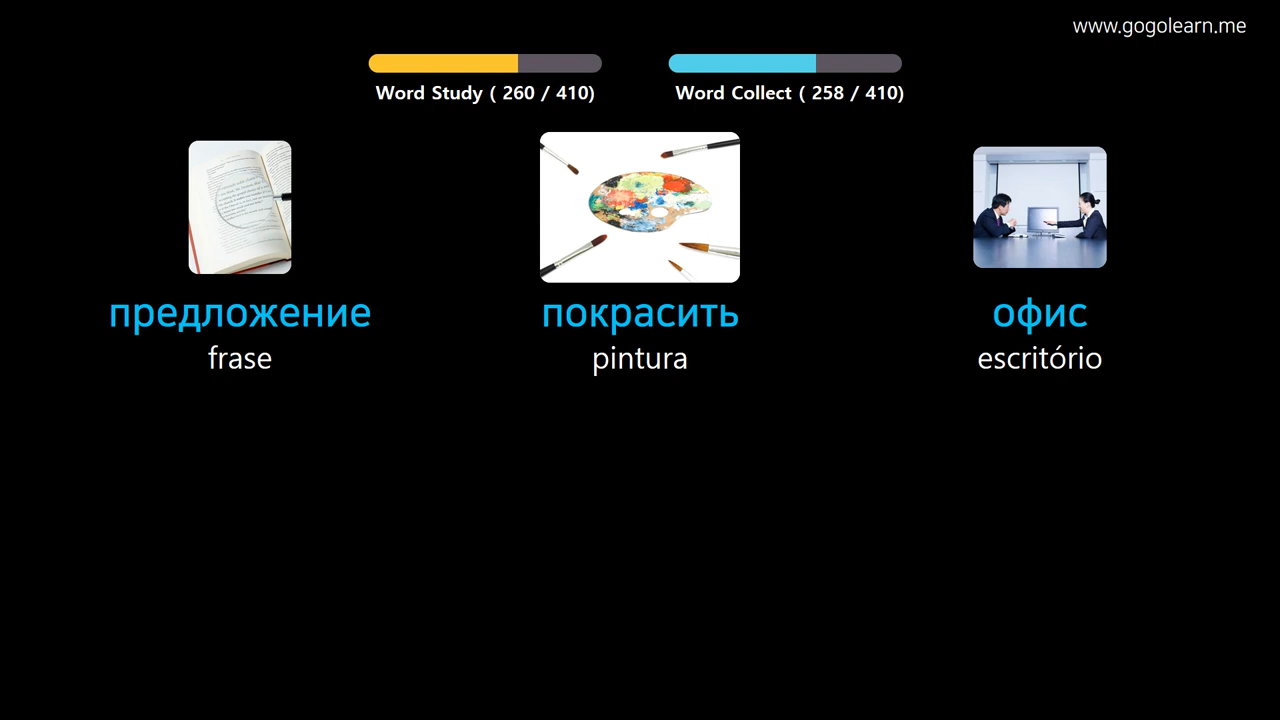 www.gogolearn.me
Word Study ( 260 / 410)
Word Collect ( 258 / 410)
предложение
покрасить
офис
frase
pintura
escritório